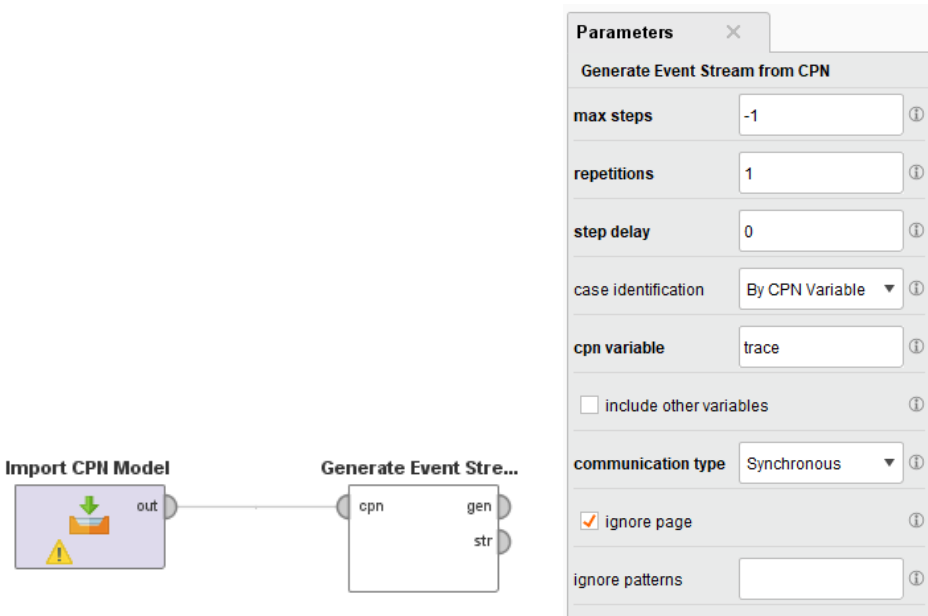 Parameters
Generate Event Stream from CPN
max steps
-1
repetitions
1
step delay
0
case identification
By CPN Variable
cpn variable
trace
include other variables
communication type
Synchronous
ignore page
ignore patterns
Import CPN Model
out
Generate Event Stre...
cpn
gen
str